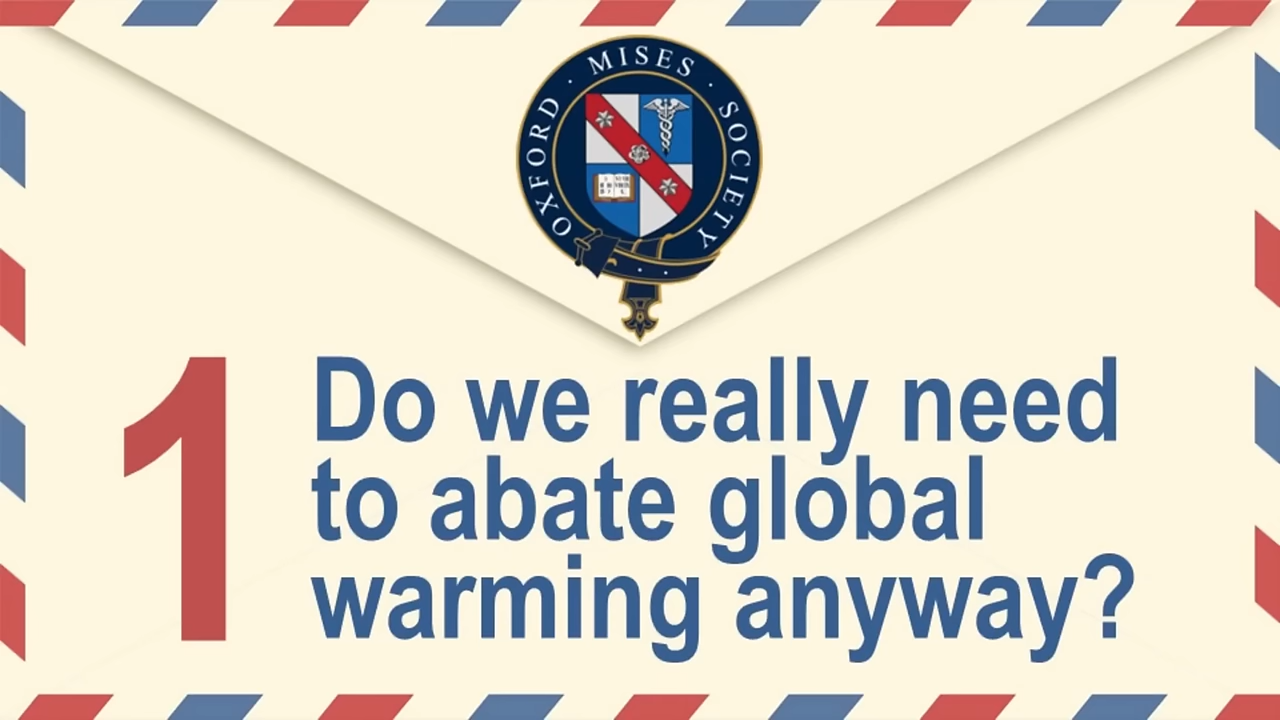 OXFORD · MISES · SOCIETY
1
Do we really need
to abate global
warming anyway?